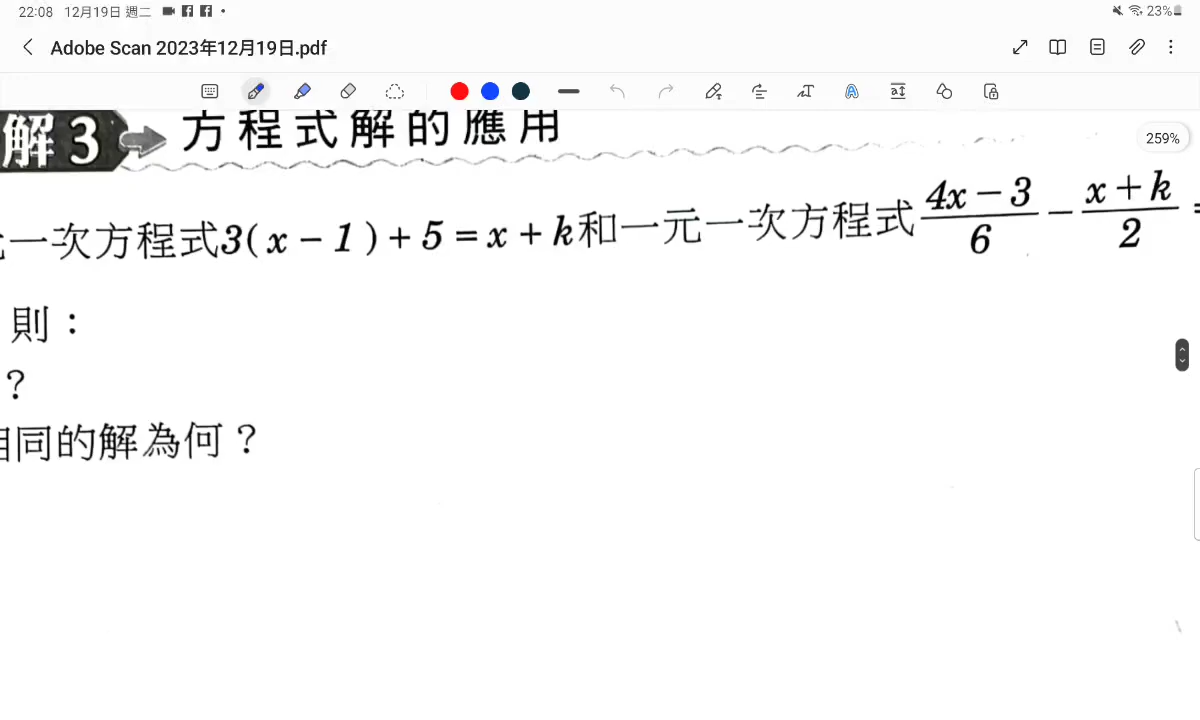 22:08 12月19日 週二 23%
Adobe Scan 2023年12月19日.pdf
解3 方程式解的應用
259%
一次方程式3(x-1)+5=x+k和一元一次方程式\frac{4x-3}{6}-\frac{x+k}{2}=
則：
？
相同的解為何？